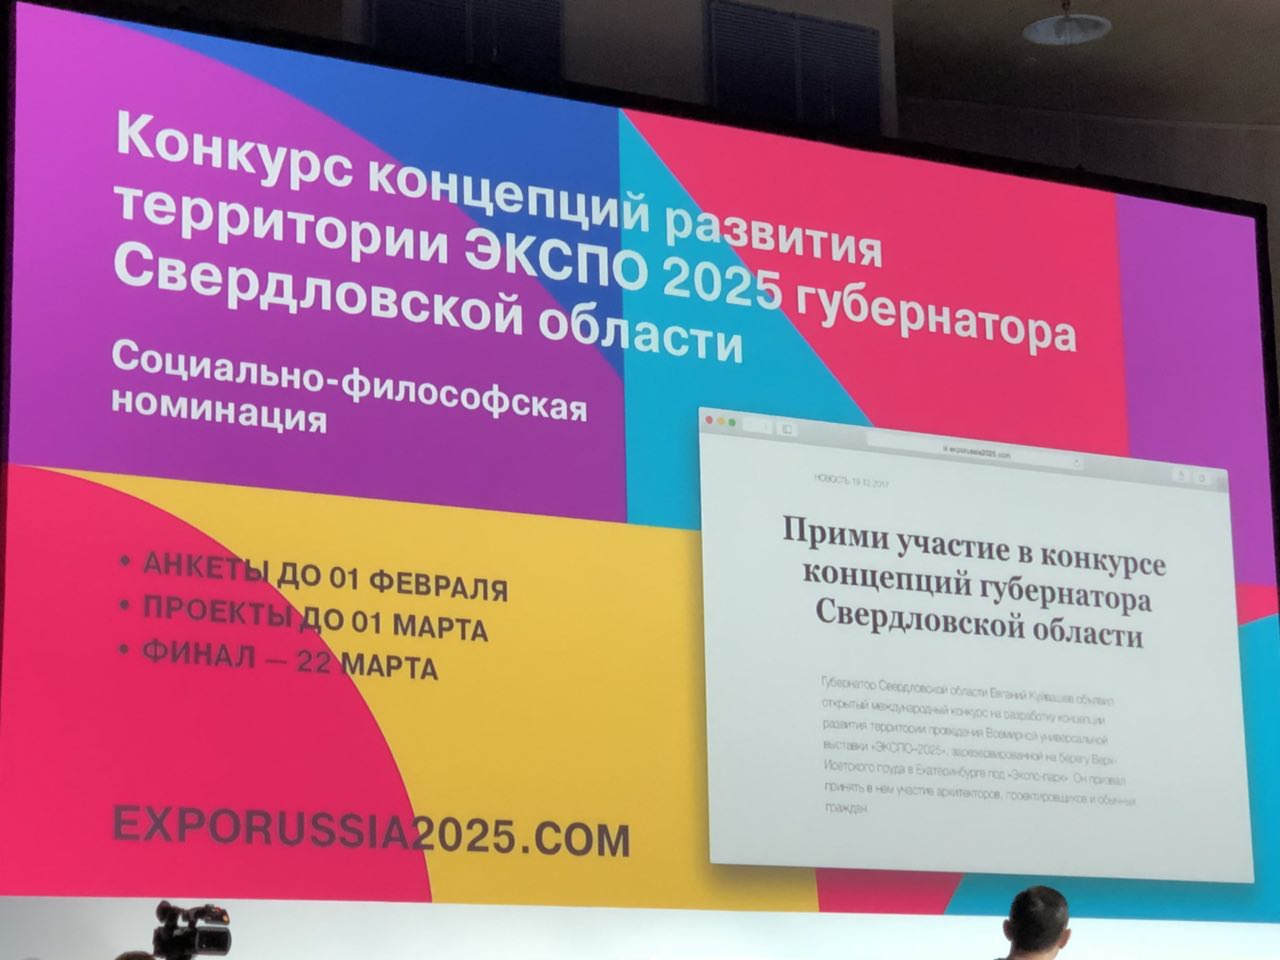 Конкурс концепций развития
территории ЭКСПО 2025 губернатора
Свердловской области
Социально-философская
номинация
• АНКЕТЫ ДО 01 ФЕВРАЛЯ
• ПРОЕКТЫ ДО 01 МАРТА
• ФИНАЛ — 22 МАРТА
EXPORUSSIA2025.COM
exporussia2025.com
НОВОСТЬ 19.12.2017
Прими участие в конкурсе
концепций губернатора
Свердловской области
Губернатор Свердловской области Евгений Куйвашев объявил
открытый международный конкурс на разработку концепции
развития территории проведения Всемирной универсальной
выставки «ЭКСПО–2025», зарезервированной на берегу Верх-
Исетского пруда в Екатеринбурге под «Экспо-парк». Он призвал
принять в нем участие архитекторов, проектировщиков и обычных
граждан.